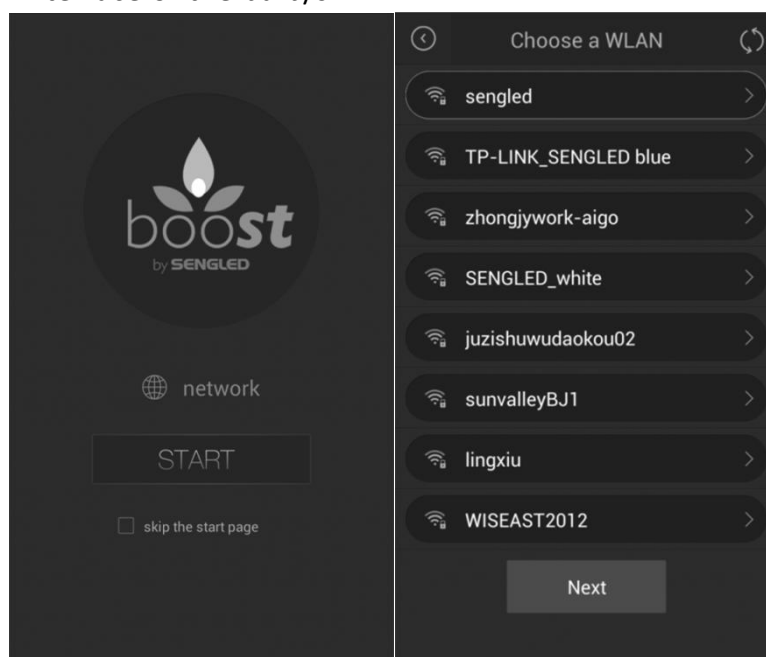 boost
by SENGLED
network
START
skip the start page
Choose a WLAN
sengled
TP-LINK_SENGLED blue
zhongjywork-aigo
SENGLED_white
juzishuwudaokou02
sunvalleyBJ1
lingxiu
WISEAST2012
Next